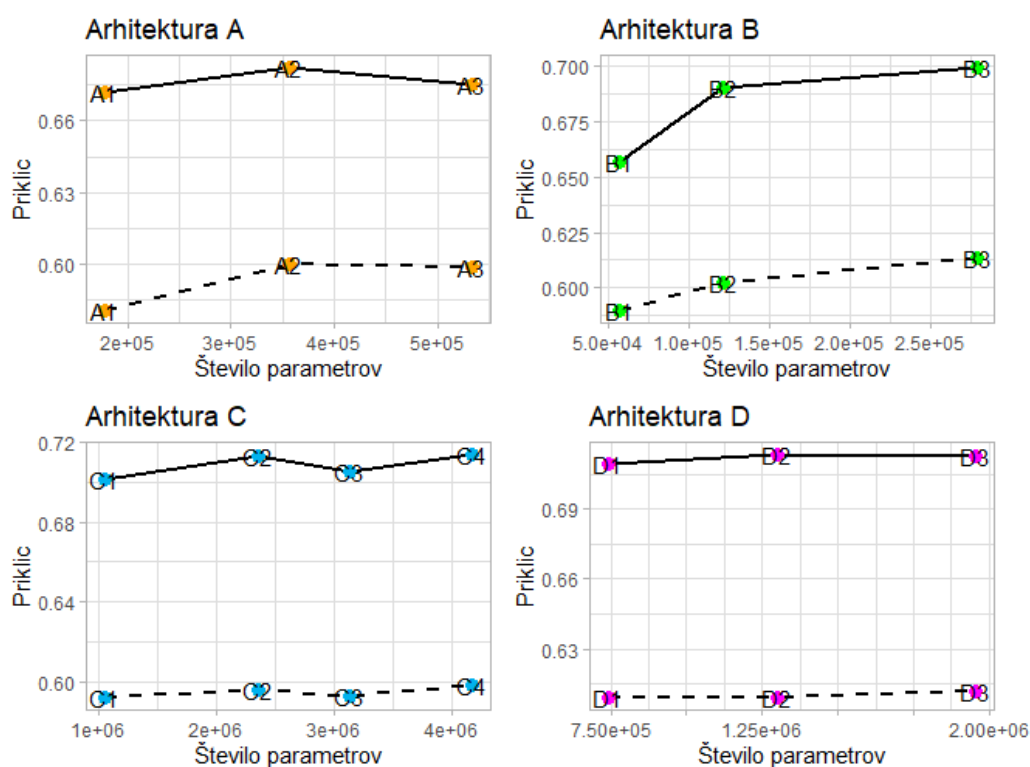 Arhitektura A
Priklic
0.66
0.63
0.60
A1
A2
A3
A1
A2
A3
2e+05
3e+05
4e+05
5e+05
Število parametrov
Arhitektura B
Priklic
0.700
0.675
0.650
0.625
0.600
B1
B2
B3
B1
B2
B3
5.0e+04
1.0e+05
1.5e+05
2.0e+05
2.5e+05
Število parametrov
Arhitektura C
Priklic
0.72
0.68
0.64
0.60
C1
C2
C3
C4
C1
C2
C3
C4
1e+06
2e+06
3e+06
4e+06
Število parametrov
Arhitektura D
Priklic
0.69
0.66
0.63
D1
D2
D3
D1
D2
D3
7.50e+05
1.25e+06
2.00e+06
Število parametrov